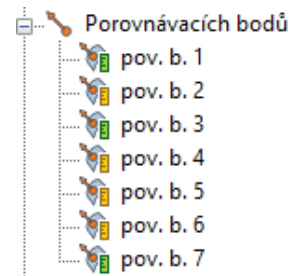 Porovnávacích bodů
pov. b. 1
pov. b. 2
pov. b. 3
pov. b. 4
pov. b. 5
pov. b. 6
pov. b. 7